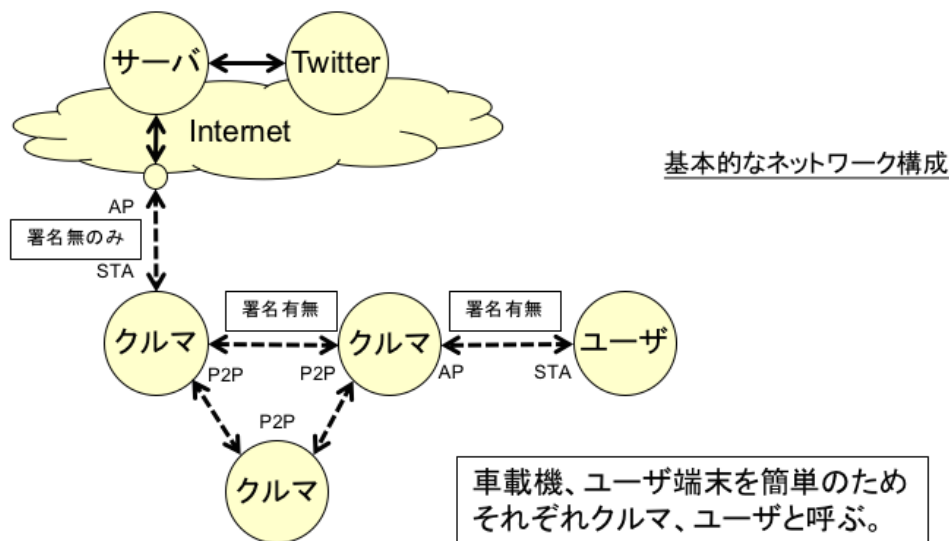 サーバ
Twitter
Internet
基本的なネットワーク構成
AP
署名無のみ
STA
署名有無
署名有無
クルマ
クルマ
ユーザ
P2P
P2P
AP
STA
P2P
クルマ
車載機、ユーザ端末を簡単のため
それぞれクルマ、ユーザと呼ぶ。